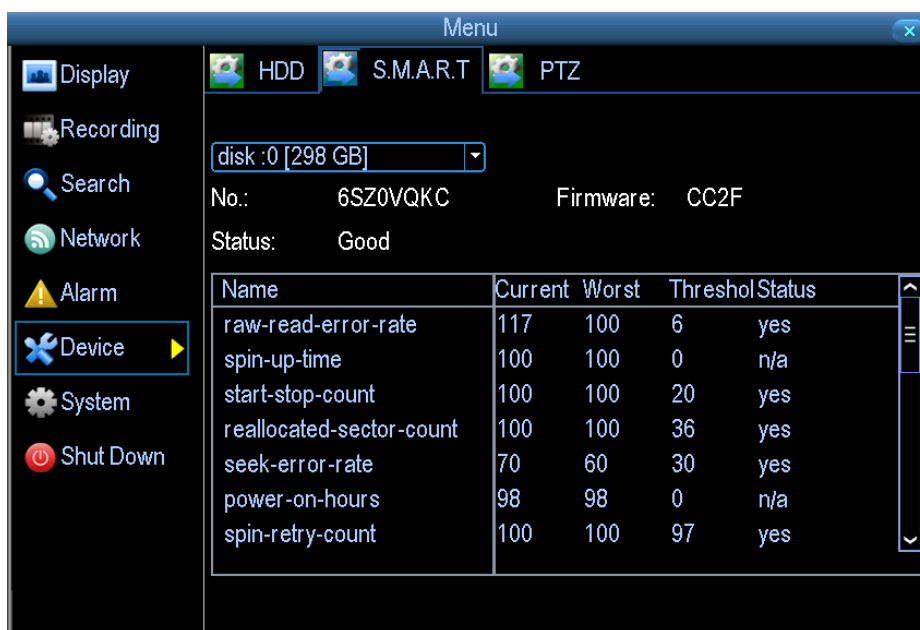 Menu
Display
Recording
Search
Network
Alarm
Device
System
Shut Down
HDD S.M.A.R.T PTZ
disk :0 [298 GB]
No.: 6SZ0VQKC Firmware: CC2F
Status: Good
Name Current Worst Threshol Status
raw-read-error-rate 117 100 6 yes
spin-up-time 100 100 0 n/a
start-stop-count 100 100 20 yes
reallocated-sector-count 100 100 36 yes
seek-error-rate 70 60 30 yes
power-on-hours 98 98 0 n/a
spin-retry-count 100 100 97 yes